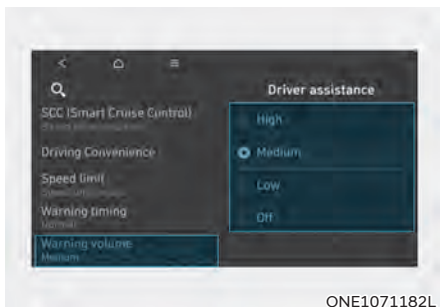 Driver assistance
SCC (Smart Cruise Control)
High
Driving Convenience
Medium
Speed limit
Low
Warning timing
Normal
Off
Warning volume
Medium
ONE1071182L